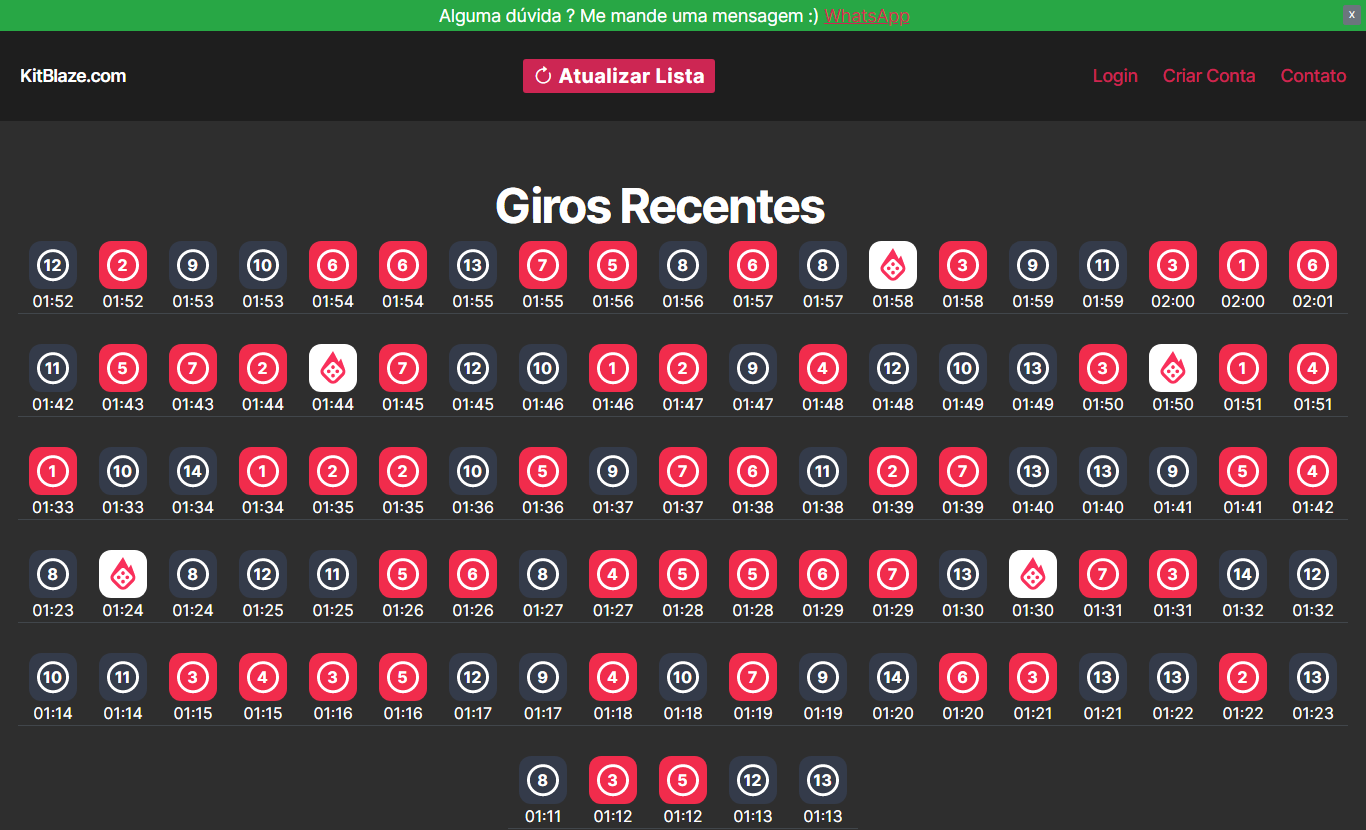 Alguma dúvida ? Me mande uma mensagem :) WhatsApp x
KitBlaze.com Atualizar Lista Login Criar Conta Contato
Giros Recentes
12 2 9 10 6 6 13 7 5 8 6 8 3 9 11 3 1 6
01:52 01:52 01:53 01:53 01:54 01:54 01:55 01:55 01:56 01:56 01:57 01:57 01:58 01:58 01:59 01:59 02:00 02:00 02:01
11 5 7 2 7 12 10 1 2 9 4 12 10 13 3 1 4
01:42 01:43 01:43 01:44 01:44 01:45 01:45 01:46 01:46 01:47 01:47 01:48 01:48 01:49 01:49 01:50 01:50 01:51 01:51
1 10 14 1 2 2 10 5 9 7 6 11 2 7 13 13 9 5 4
01:33 01:33 01:34 01:34 01:35 01:35 01:36 01:36 01:37 01:37 01:38 01:38 01:39 01:39 01:40 01:40 01:41 01:41 01:42
8 8 12 11 5 6 8 4 5 5 6 7 13 7 3 14 12
01:23 01:24 01:24 01:25 01:25 01:26 01:26 01:27 01:27 01:28 01:28 01:29 01:29 01:30 01:30 01:31 01:31 01:32 01:32
10 11 3 4 3 5 12 9 4 10 7 9 14 6 3 13 13 2 13
01:14 01:14 01:15 01:15 01:16 01:16 01:17 01:17 01:18 01:18 01:19 01:19 01:20 01:20 01:21 01:21 01:22 01:22 01:23
8 3 5 12 13
01:11 01:12 01:12 01:13 01:13